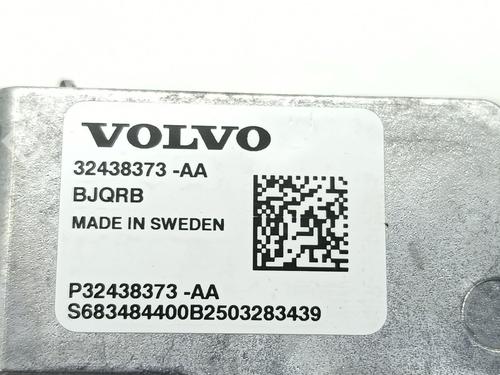 VOLVO
32438373 -AA
BJQRB
MADE IN SWEDEN
P32438373 -AA
S683484400B2503283439